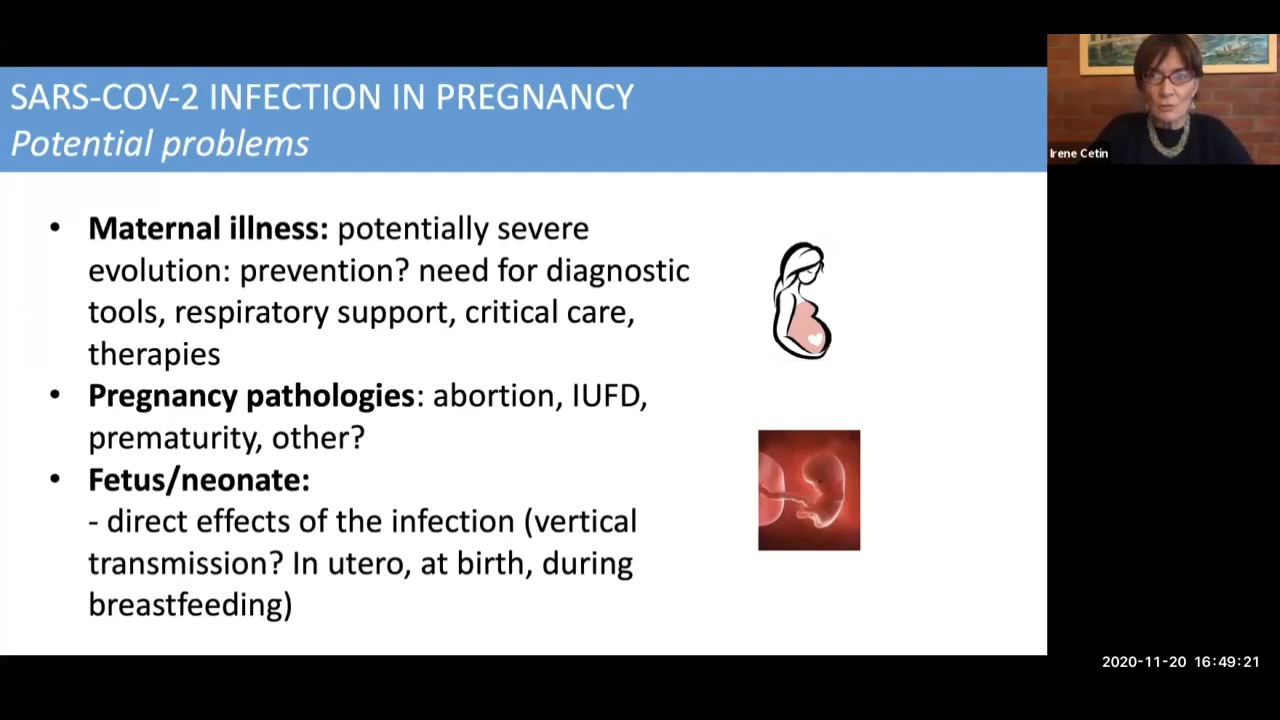 SARS-COV-2 INFECTION IN PREGNANCY
Potential problems
• Maternal illness: potentially severe
evolution: prevention? need for diagnostic
tools, respiratory support, critical care,
therapies
• Pregnancy pathologies: abortion, IUFD,
prematurity, other?
• Fetus/neonate:
- direct effects of the infection (vertical
transmission? In utero, at birth, during
breastfeeding)
Irene Cetin
2020-11-20 16:49:21